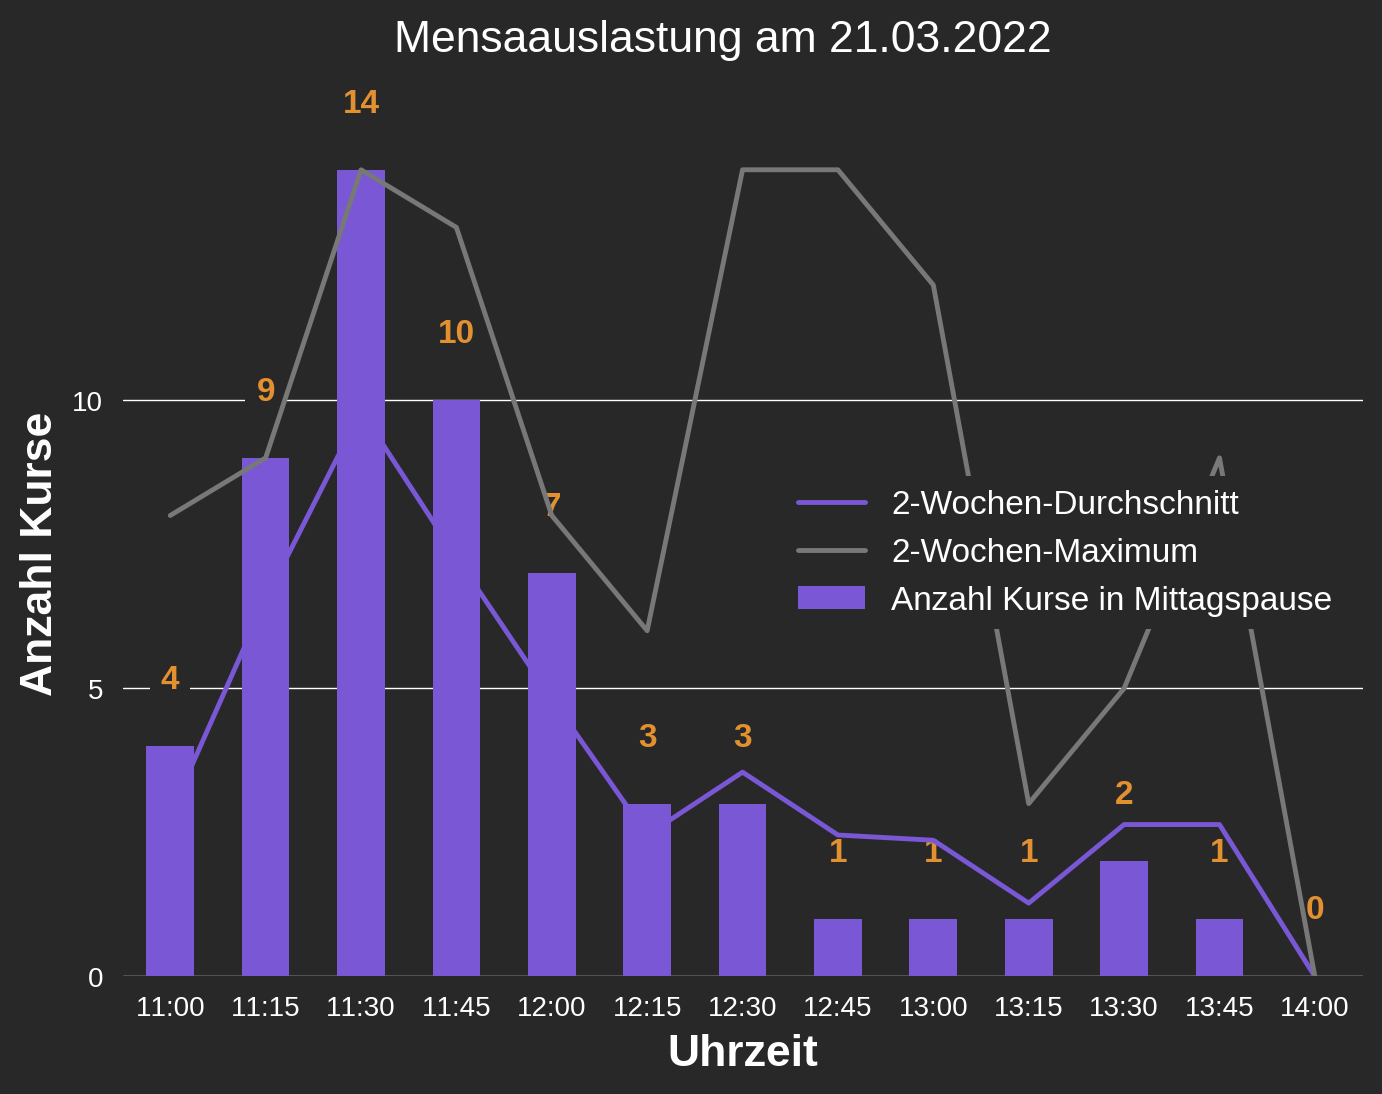 Mensaauslastung am 21.03.2022
14
10
9
10
7
2-Wochen-Durchschnitt
2-Wochen-Maximum
Anzahl Kurse in Mittagspause
Anzahl Kurse
4
5
3
3
2
1
1
1
1
0
0
11:00 11:15 11:30 11:45 12:00 12:15 12:30 12:45 13:00 13:15 13:30 13:45 14:00
Uhrzeit